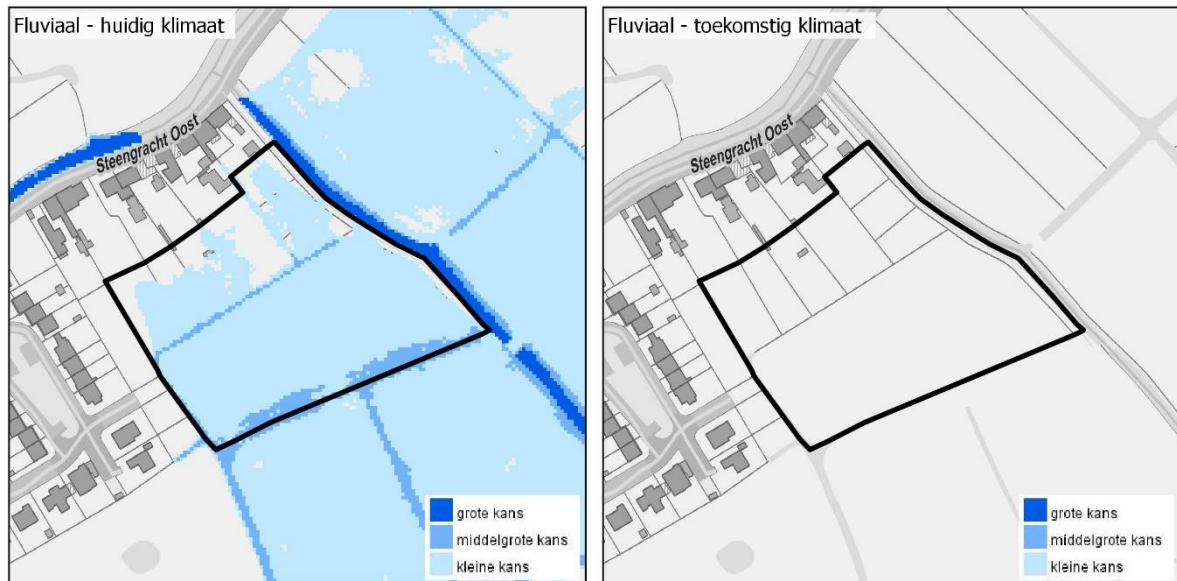 Fluviaal - huidig klimaat
Steengracht Oost
grote kans
middelgrote kans
kleine kans
Fluviaal - toekomstig klimaat
Steengracht Oost
grote kans
middelgrote kans
kleine kans